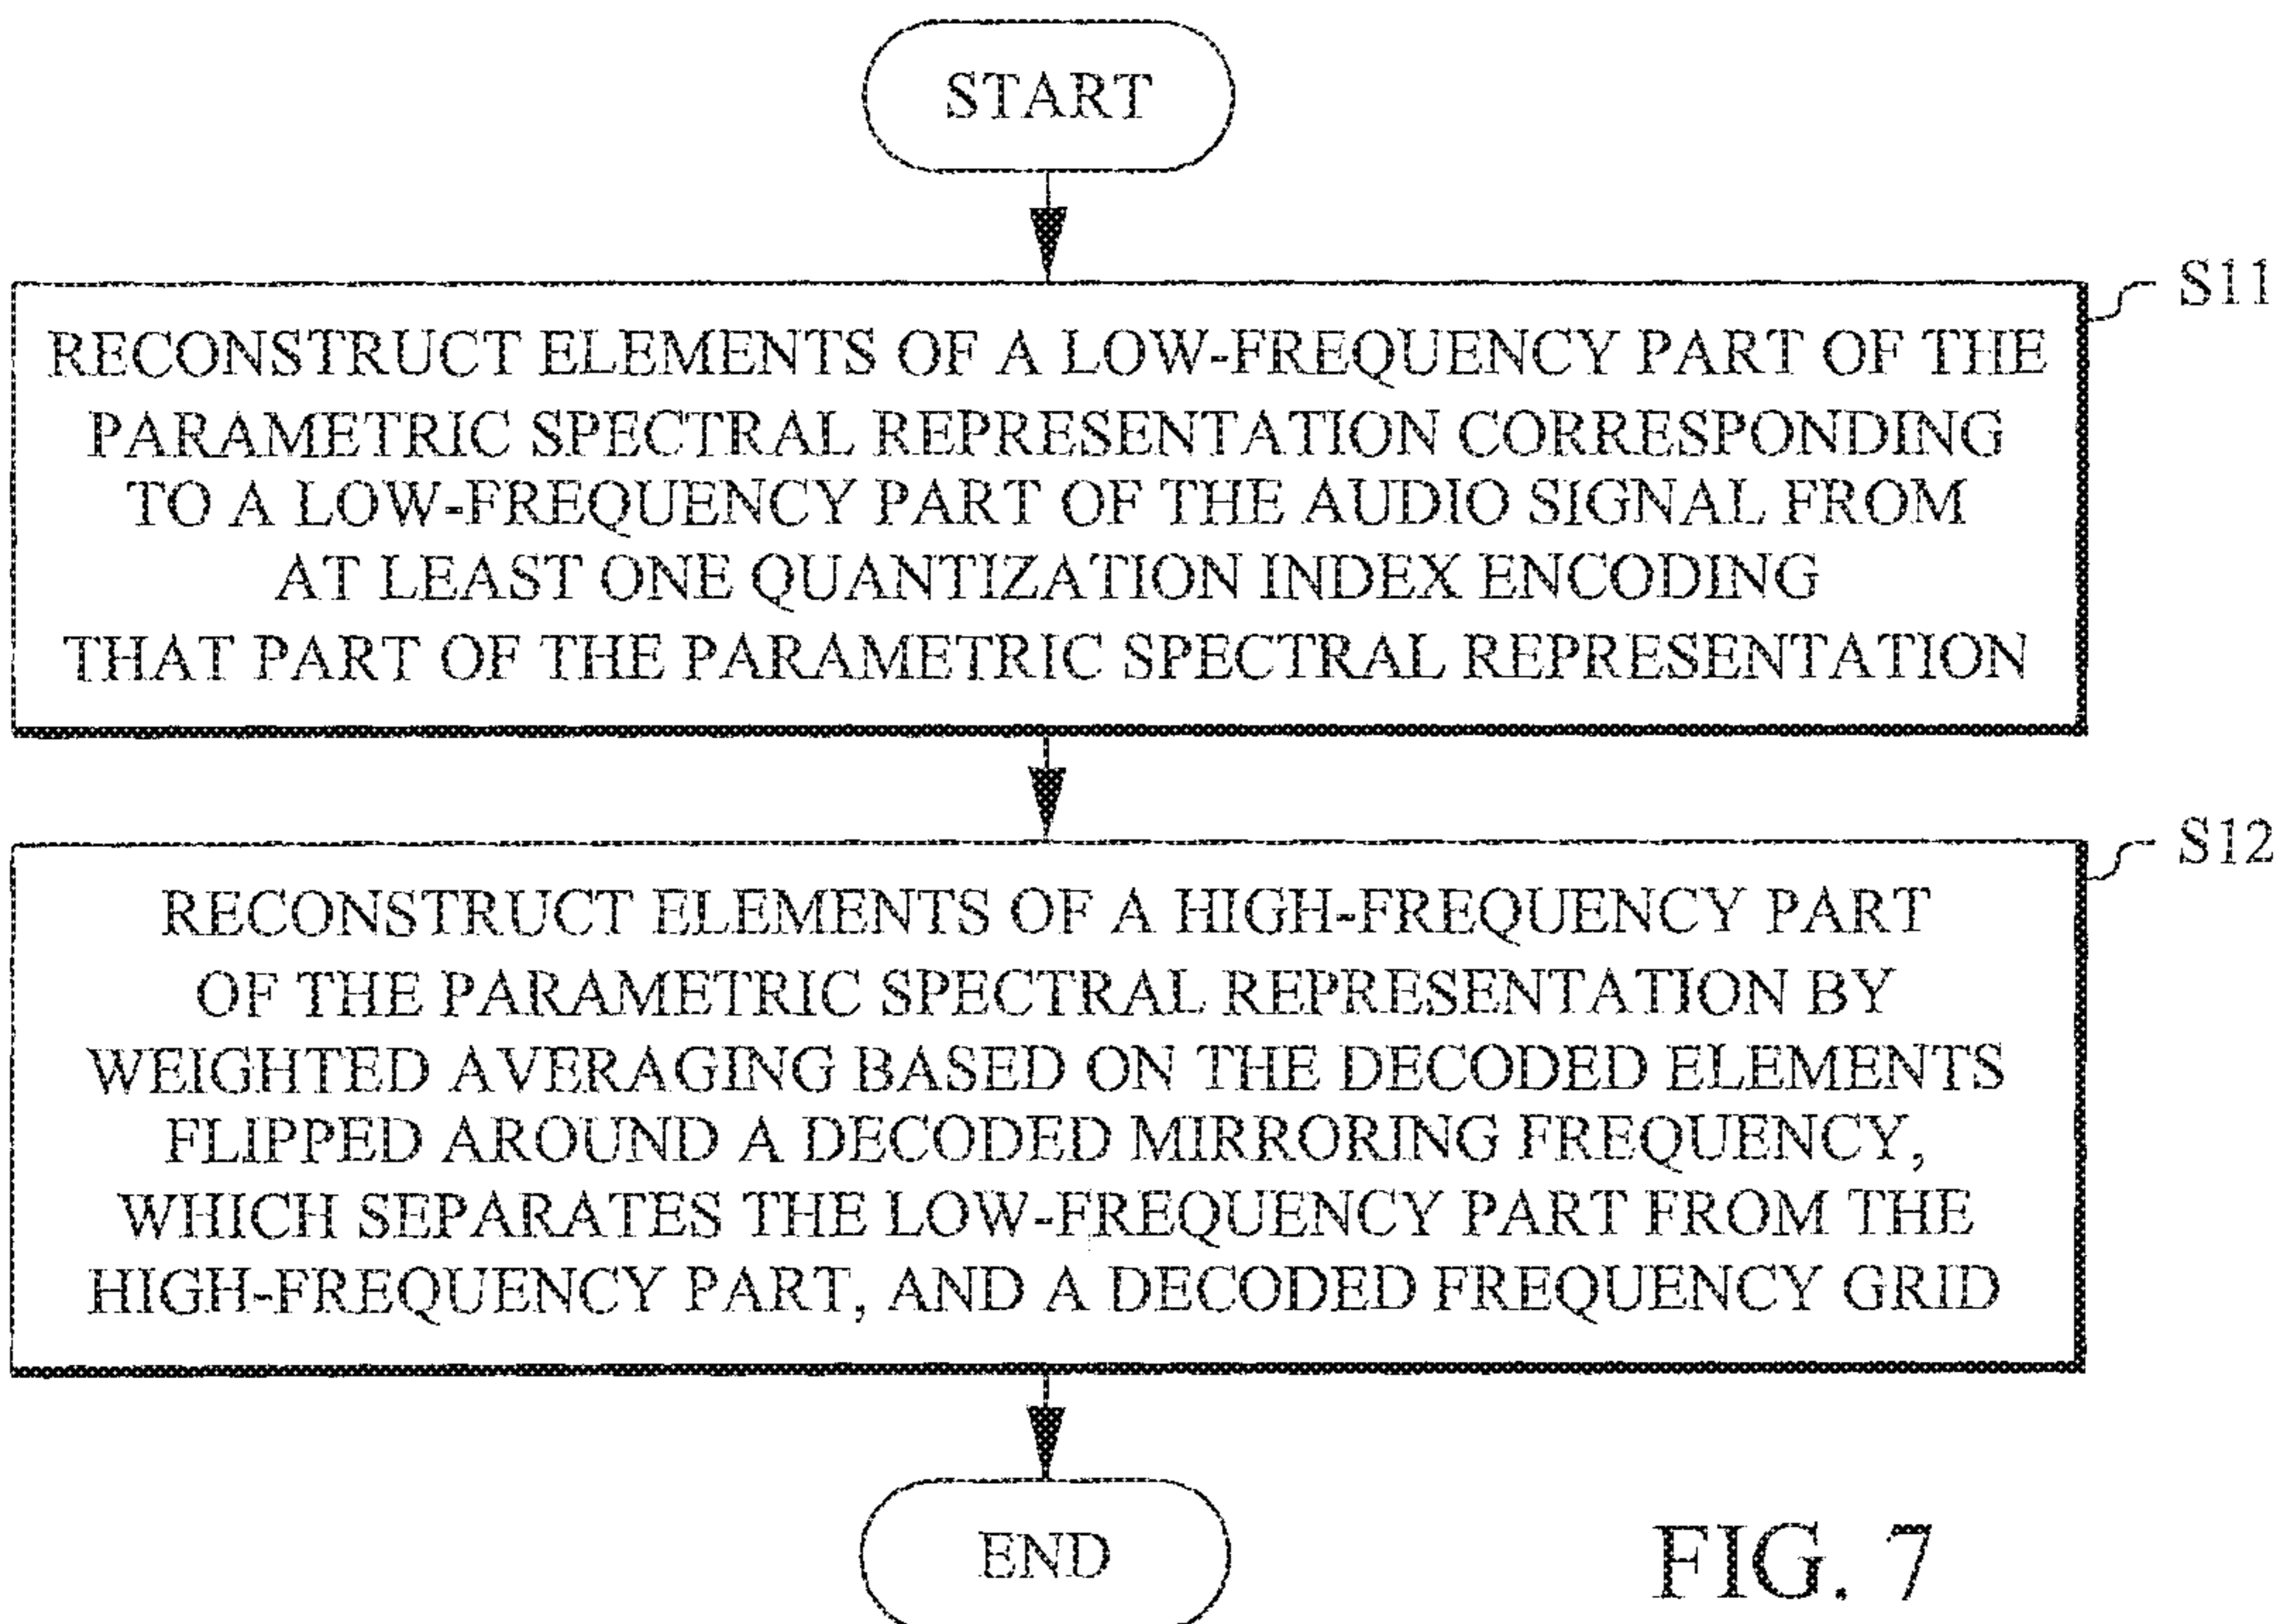 START
S11
RECONSTRUCT ELEMENTS OF A LOW-FREQUENCY PART OF THE
PARAMETRIC SPECTRAL REPRESENTATION CORRESPONDING
TO A LOW-FREQUENCY PART OF THE AUDIO SIGNAL FROM
AT LEAST ONE QUANTIZATION INDEX ENCODING
THAT PART OF THE PARAMETRIC SPECTRAL REPRESENTATION
S12
RECONSTRUCT ELEMENTS OF A HIGH-FREQUENCY PART
OF THE PARAMETRIC SPECTRAL REPRESENTATION BY
WEIGHTED AVERAGING BASED ON THE DECODED ELEMENTS
FLIPPED AROUND A DECODED MIRRORING FREQUENCY,
WHICH SEPARATES THE LOW-FREQUENCY PART FROM THE
HIGH-FREQUENCY PART, AND A DECODED FREQUENCY GRID
END
FIG. 7